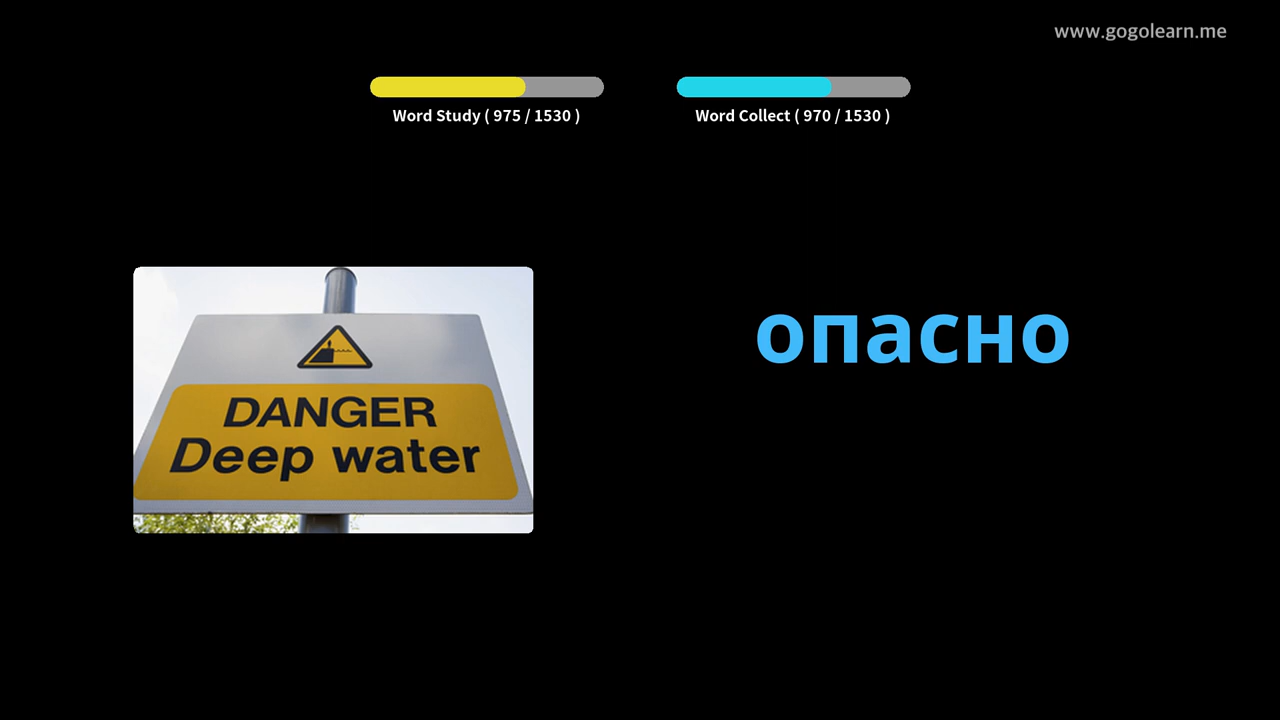 www.gogolearn.me
Word Study ( 975 / 1530 )
Word Collect ( 970 / 1530 )
DANGER
Deep water
опасно